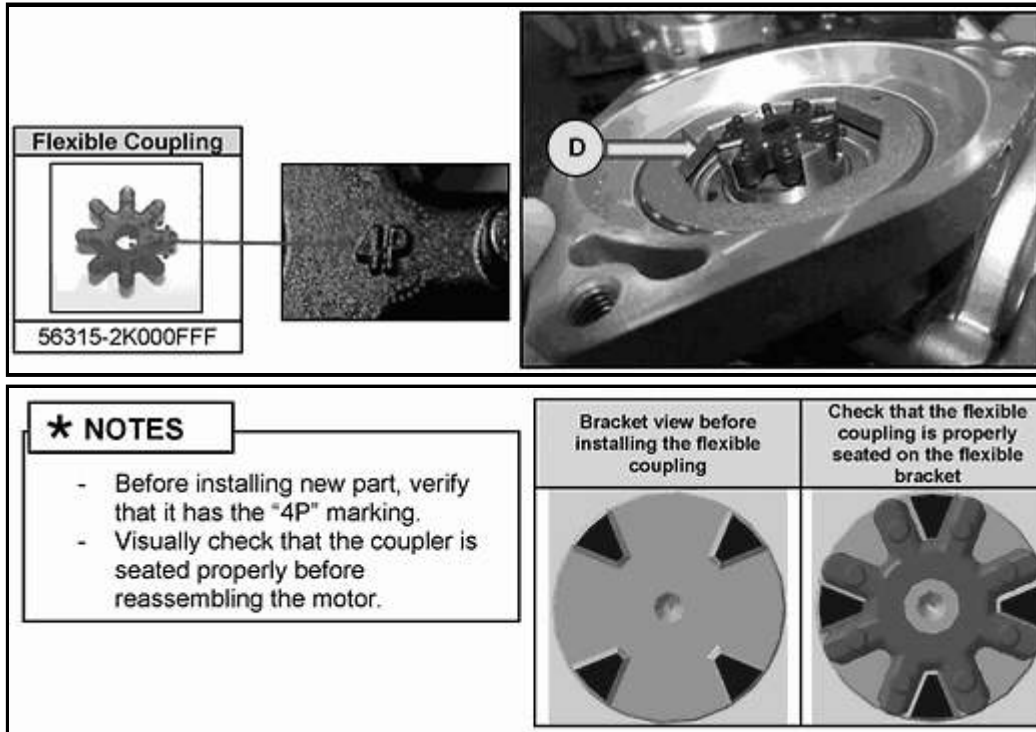 Flexible Coupling
4P
56315-2K000FFF
D
* NOTES
- Before installing new part, verify
that it has the “4P” marking.
- Visually check that the coupler is
seated properly before
reassembling the motor.
Bracket view before
installing the flexible
coupling
Check that the flexible
coupling is properly
seated on the flexible
bracket